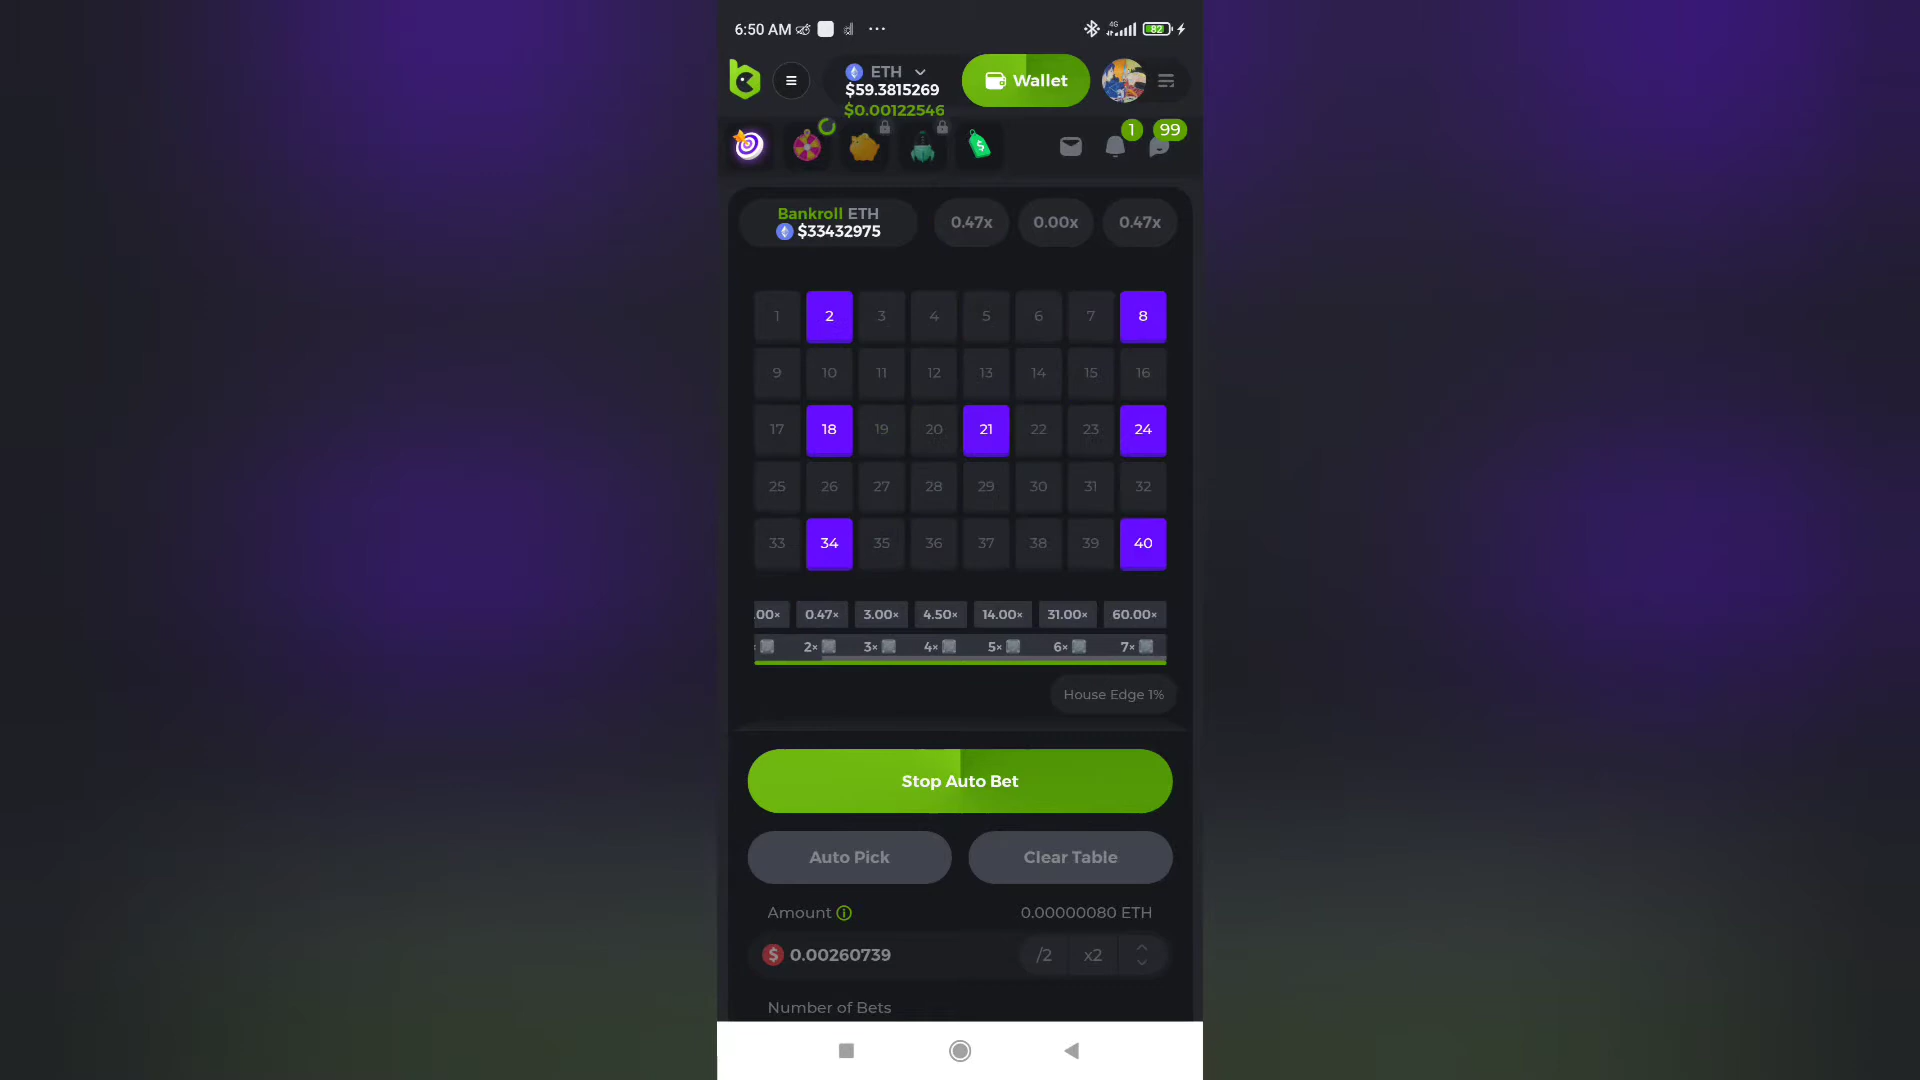 6:50 AM
4G
82
ETH
$59.3815269
$0.00122546
Wallet
$
1
99
Bankroll ETH
$33432975
0.47x
0.00x
0.47x
1 2 3 4 5 6 7 8
9 10 11 12 13 14 15 16
17 18 19 20 21 22 23 24
25 26 27 28 29 30 31 32
33 34 35 36 37 38 39 40
.00× 0.47× 3.00× 4.50× 14.00× 31.00× 60.00×
2× 3× 4× 5× 6× 7×
House Edge 1%
Stop Auto Bet
Auto Pick
Clear Table
Amount
0.00000080 ETH
$ 0.00260739
/2
x2
Number of Bets